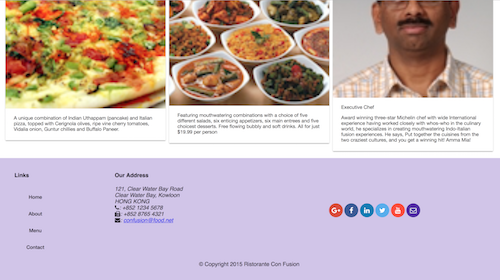 A unique combination of Indian Uthappam (pancake) and Italian
pizza, topped with Cerignola olives, ripe vine cherry tomatoes,
Vidalia onion, Guntur chillies and Buffalo Paneer.
Featuring mouthwatering combinations with a choice of five
different salads, six enticing appetizers, six main entrees and five
choicest desserts. Free flowing bubbly and soft drinks. All for just
$19.99 per person
Executive Chef
Award winning three-star Michelin chef with wide International
experience having worked closely with whos-who in the culinary
world, he specializes in creating mouthwatering Indo-Italian
fusion experiences. He says, Put together the cuisines from the
two craziest cultures, and you get a winning hit! Amma Mia!
Links
Home
About
Menu
Contact
Our Address
121, Clear Water Bay Road
Clear Water Bay, Kowloon
HONG KONG
: +852 1234 5678
: +852 8765 4321
: confusion@food.net
G+ f in
© Copyright 2015 Ristorante Con Fusion